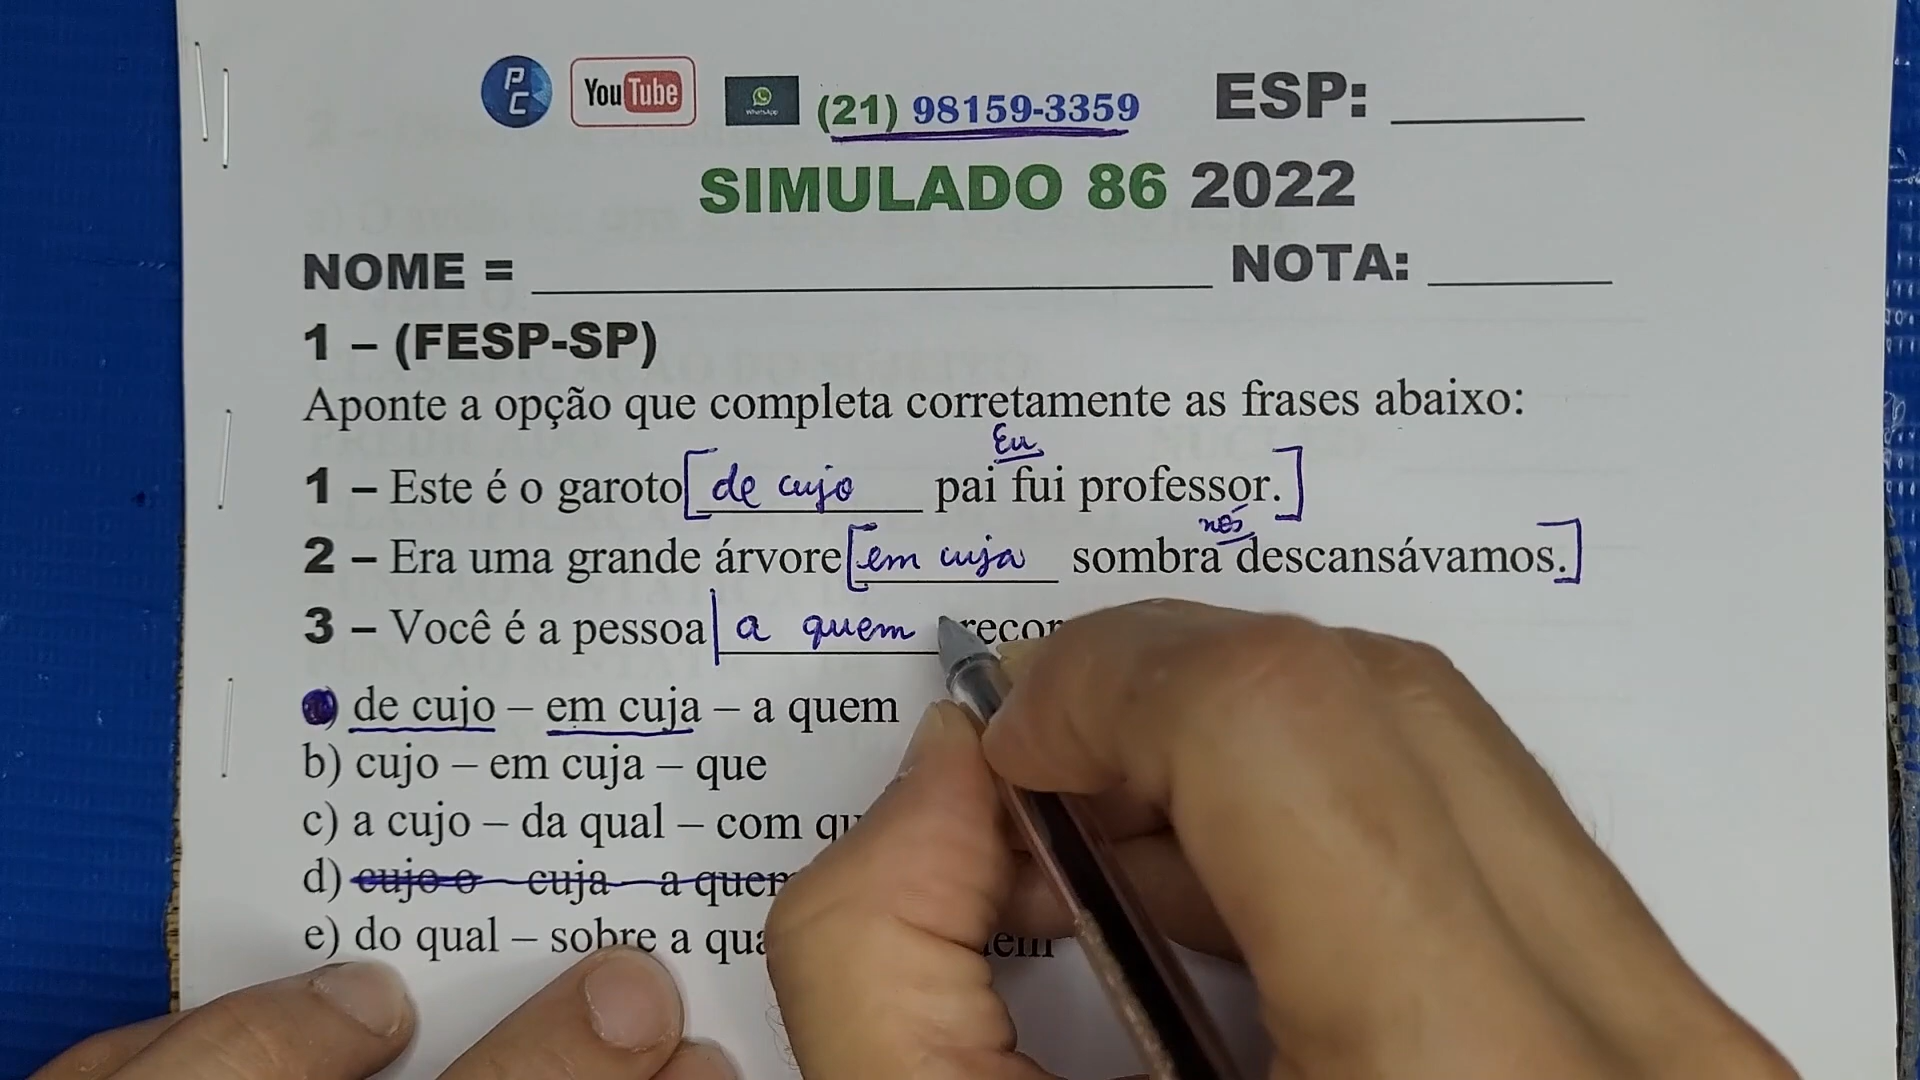 PC YouTube WhatsApp (21) 98159-3359 ESP:
SIMULADO 86 2022
NOME = NOTA:
1 – (FESP-SP)
Aponte a opção que completa corretamente as frases abaixo:
Eu
1 – Este é o garoto [de cujo pai fui professor.]
nós
2 – Era uma grande árvore [em cuja sombra descansávamos.]
3 – Você é a pessoa a quem
a) de cujo – em cuja – a quem
b) cujo – em cuja – que
c) a cujo – da qual – com
d) cujo o – cuja – a quem
e) do qual – sobre a